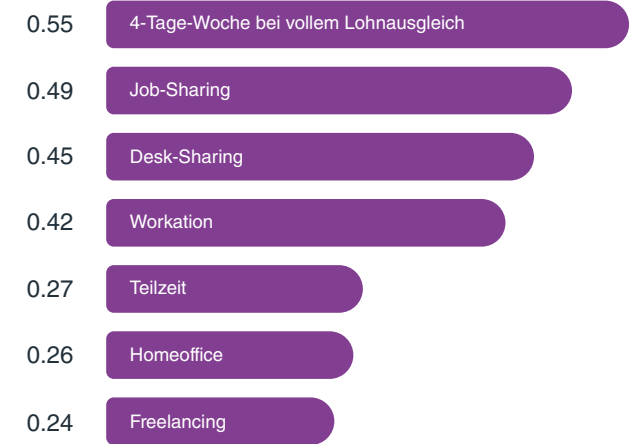 0.55 4-Tage-Woche bei vollem Lohnausgleich
0.49 Job-Sharing
0.45 Desk-Sharing
0.42 Workation
0.27 Teilzeit
0.26 Homeoffice
0.24 Freelancing